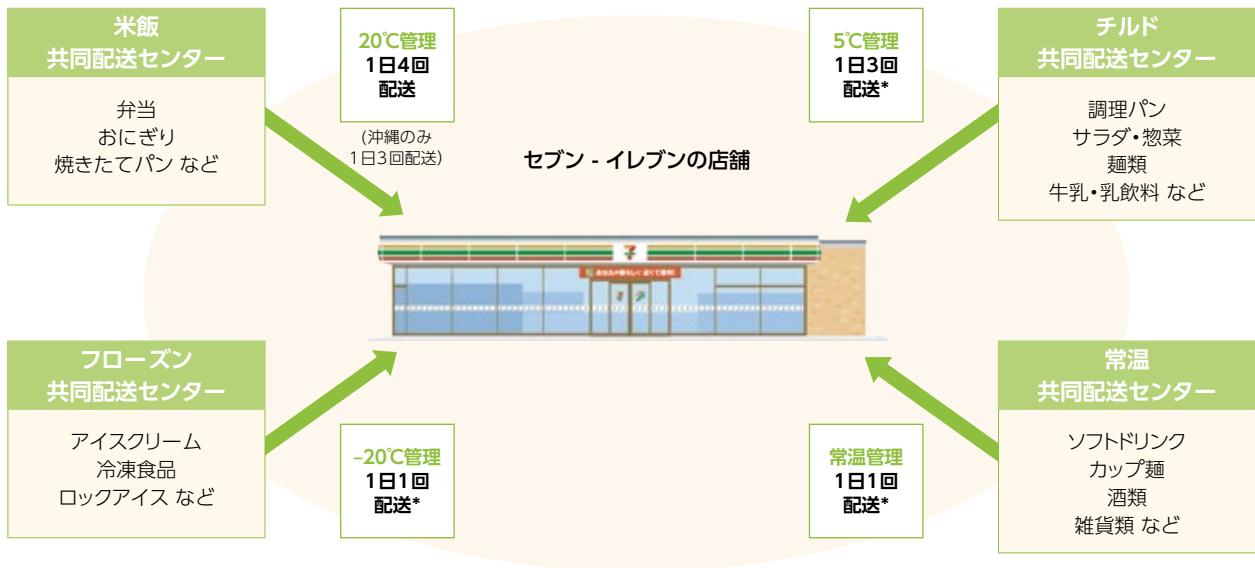 米飯
共同配送センター
弁当
おにぎり
焼きたてパン など
20℃管理
1日4回
配送
(沖縄のみ
1日3回配送)
5℃管理
1日3回
配送*
チルド
共同配送センター
調理パン
サラダ・惣菜
麺類
牛乳・乳飲料 など
セブン - イレブンの店舗
フローズン
共同配送センター
アイスクリーム
冷凍食品
ロックアイス など
–20℃管理
1日1回
配送*
常温管理
1日1回
配送*
常温
共同配送センター
ソフトドリンク
カップ麺
酒類
雑貨類 など